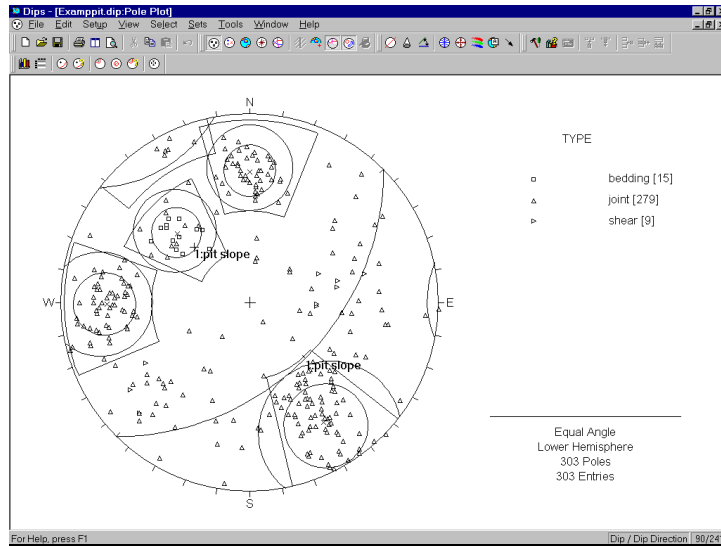 Dips - [Examppit.dip:Pole Plot]
File Edit Setup View Select Sets Tools Window Help
N
TYPE
bedding [15]
joint [279]
shear [9]
1:pit slope
W
E
1:pit slope
Equal Angle
Lower Hemisphere
303 Poles
303 Entries
S
For Help, press F1
Dip / Dip Direction 90/24